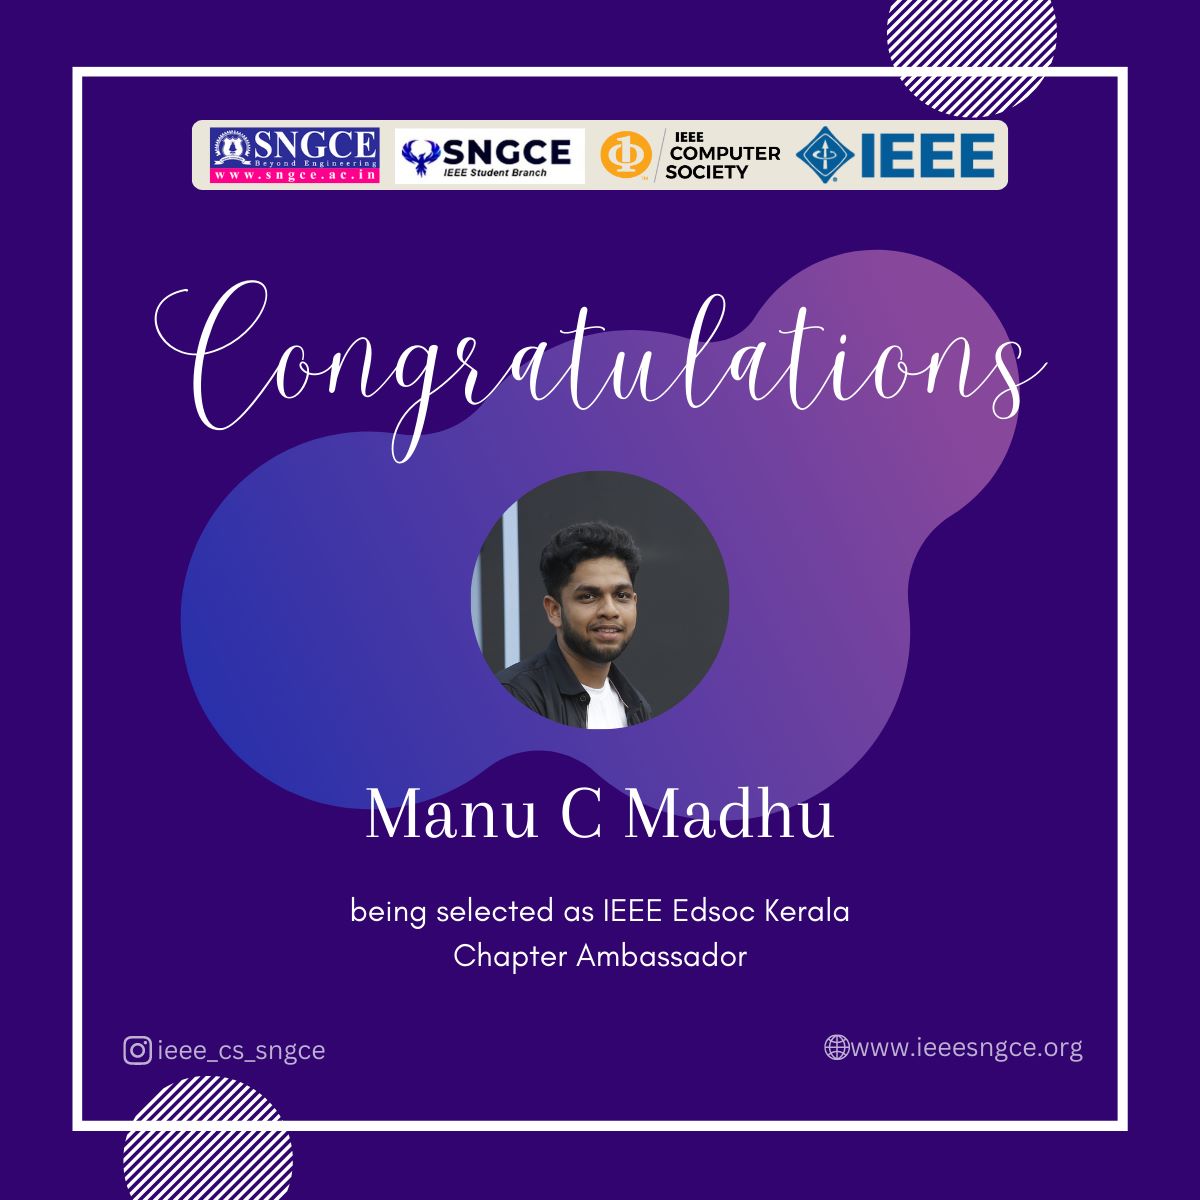 SNGCE
Beyond Engineering
www.sngce.ac.in
SNGCE
IEEE Student Branch
IEEE
COMPUTER
SOCIETY
IEEE
Congratulations
Manu C Madhu
being selected as IEEE Edsoc Kerala
Chapter Ambassador
ieee_cs_sngce
www.ieeesngce.org